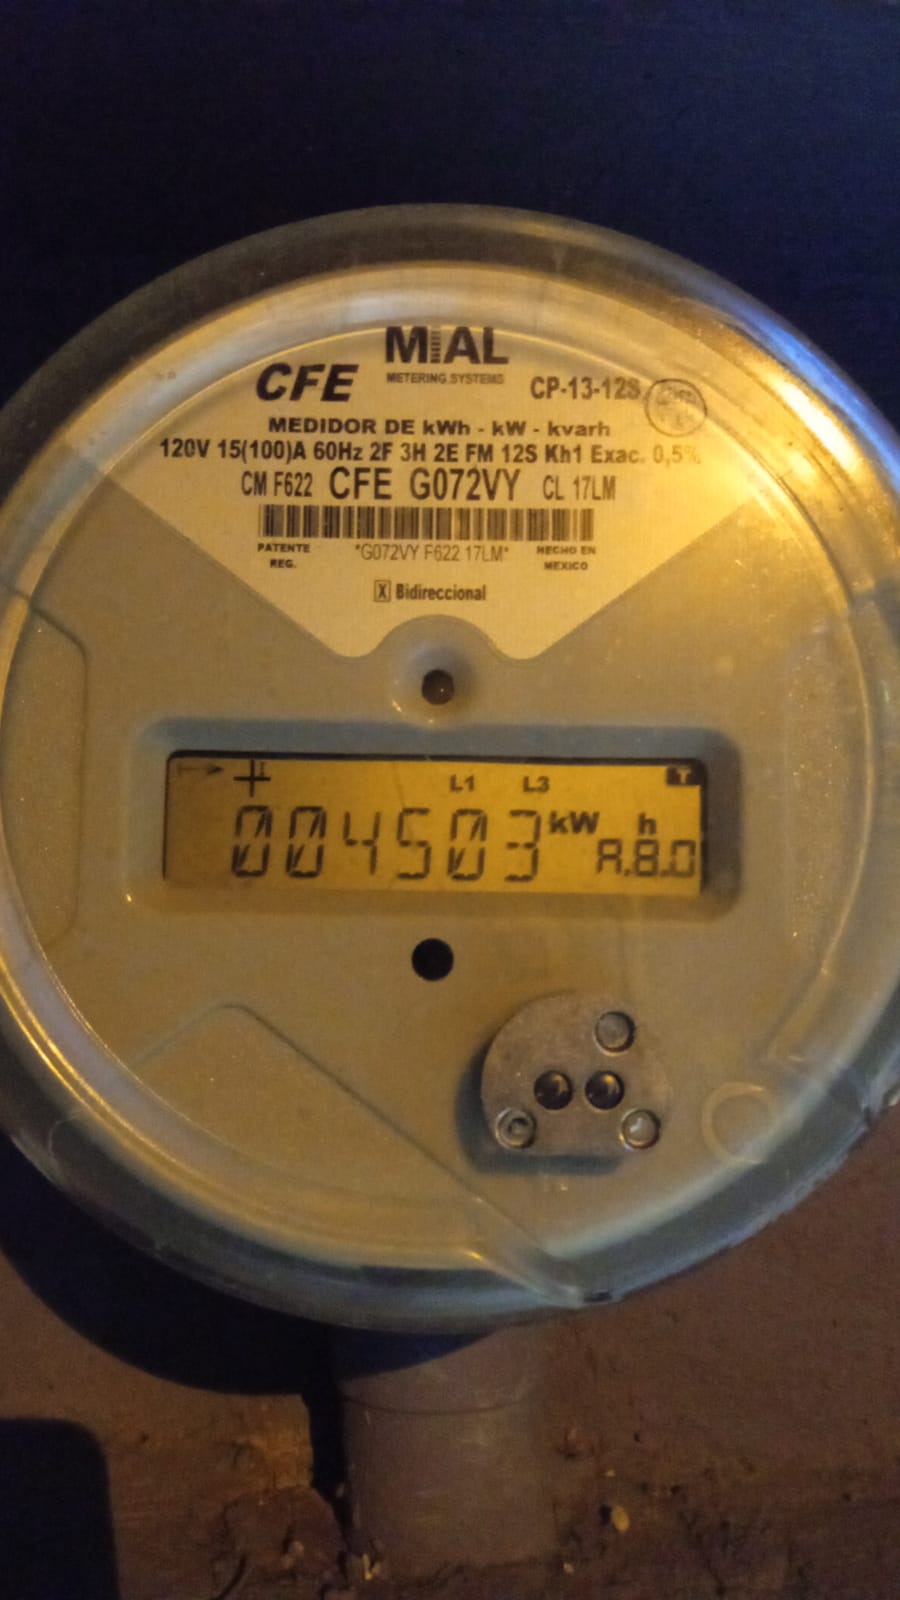 MIAL
METERING SYSTEMS
CFE
CP-13-12S
MEDIDOR DE kWh - kW - kvarh
120V 15(100)A 60Hz 2F 3H 2E FM 12S Kh1 Exac. 0,5%
CM F622 CFE G072VY CL 17LM
PATENTE REG.
*G072VY F622 17LM*
HECHO EN MEXICO
X Bidireccional
L1 L3 T
004503 kW h A.8.0